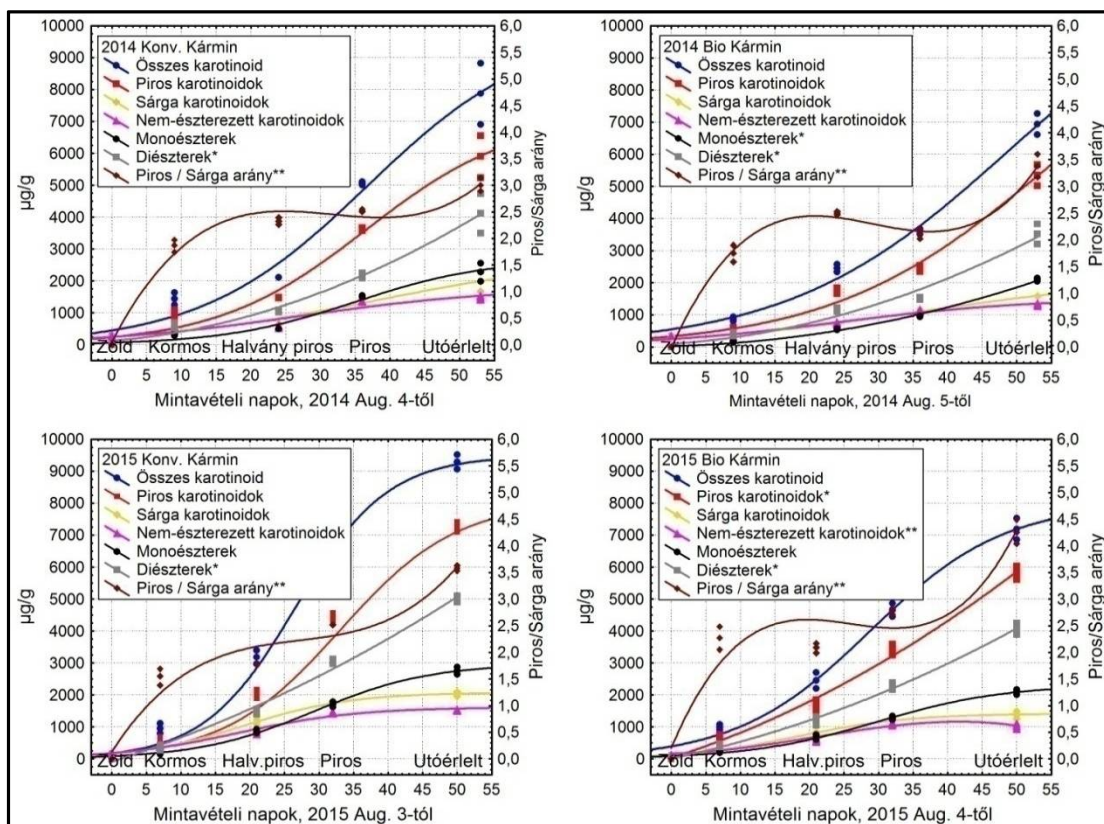 2014 Konv. Kármin
Összes karotinoid
Piros karotinoidok
Sárga karotinoidok
Nem-észterezett karotinoidok
Monoészterek
Diészterek*
Piros / Sárga arány**
10000
9000
8000
7000
6000
5000
4000
3000
2000
1000
0
µg/g
6,0
5,5
5,0
4,5
4,0
3,5
3,0
2,5
2,0
1,5
1,0
0,5
0,0
Piros/Sárga arány
Zöld Kormos Halvány piros Piros Utóérlelt
0 5 10 15 20 25 30 35 40 45 50 55
Mintavételi napok, 2014 Aug. 4-től
2014 Bio Kármin
Összes karotinoid
Piros karotinoidok
Sárga karotinoidok
Nem-észterezett karotinoidok
Monoészterek
Diészterek*
Piros / Sárga arány**
10000
9000
8000
7000
6000
5000
4000
3000
2000
1000
0
µg/g
6,0
5,5
5,0
4,5
4,0
3,5
3,0
2,5
2,0
1,5
1,0
0,5
0,0
Piros/Sárga arány
Zöld Kormos Halvány piros Piros Utóérlelt
0 5 10 15 20 25 30 35 40 45 50 55
Mintavételi napok, 2014 Aug. 5-től
2015 Konv. Kármin
Összes karotinoid
Piros karotinoidok
Sárga karotinoidok
Nem-észterezett karotinoidok
Monoészterek
Diészterek*
Piros / Sárga arány**
10000
9000
8000
7000
6000
5000
4000
3000
2000
1000
0
µg/g
6,0
5,5
5,0
4,5
4,0
3,5
3,0
2,5
2,0
1,5
1,0
0,5
0,0
Piros/Sárga arány
Zöld Kormos Halv.piros Piros Utóérlelt
0 5 10 15 20 25 30 35 40 45 50 55
Mintavételi napok, 2015 Aug. 3-tól
2015 Bio Kármin
Összes karotinoid
Piros karotinoidok*
Sárga karotinoidok
Nem-észterezett karotinoidok**
Monoészterek
Diészterek*
Piros / Sárga arány**
10000
9000
8000
7000
6000
5000
4000
3000
2000
1000
0
µg/g
6,0
5,5
5,0
4,5
4,0
3,5
3,0
2,5
2,0
1,5
1,0
0,5
0,0
Piros/Sárga arány
Zöld Kormos Halv.piros Piros Utóérlelt
0 5 10 15 20 25 30 35 40 45 50 55
Mintavételi napok, 2015 Aug. 4-től